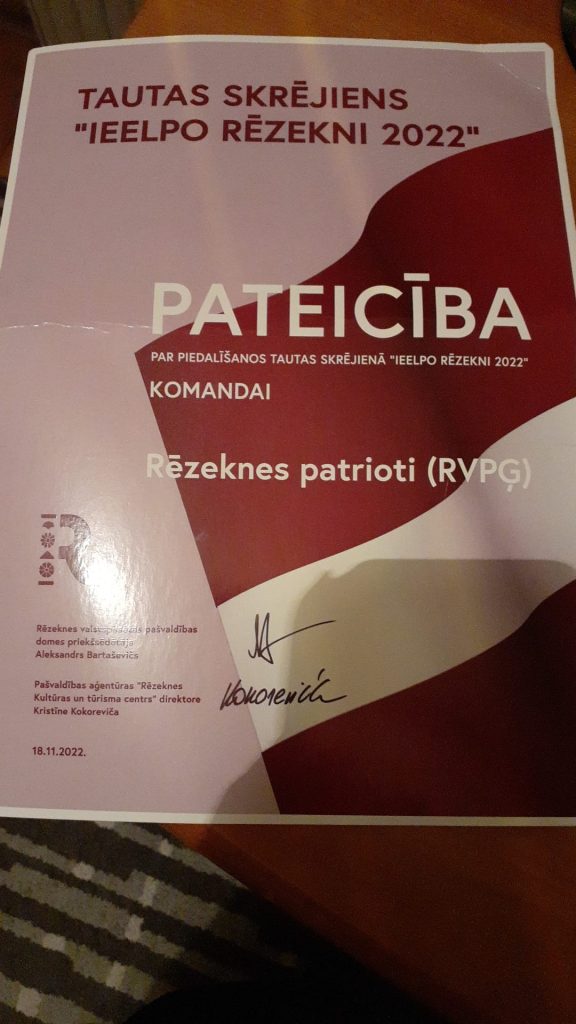 TAUTAS SKRĒJIENS
"IEELPO RĒZEKNI 2022"
PATEICĪBA
PAR PIEDALĪŠANOS TAUTAS SKRĒJIENĀ "IEELPO RĒZEKNI 2022"
KOMANDAI
Rēzeknes patrioti (RVPĢ)
R
Rēzeknes valstspilsētas pašvaldības
domes priekšsēdētājs
Aleksandrs Bartaševičs
Pašvaldības aģentūras "Rēzeknes
Kultūras un tūrisma centrs" direktore
Kristīne Kokoreviča
Kokoreviča
18.11.2022.